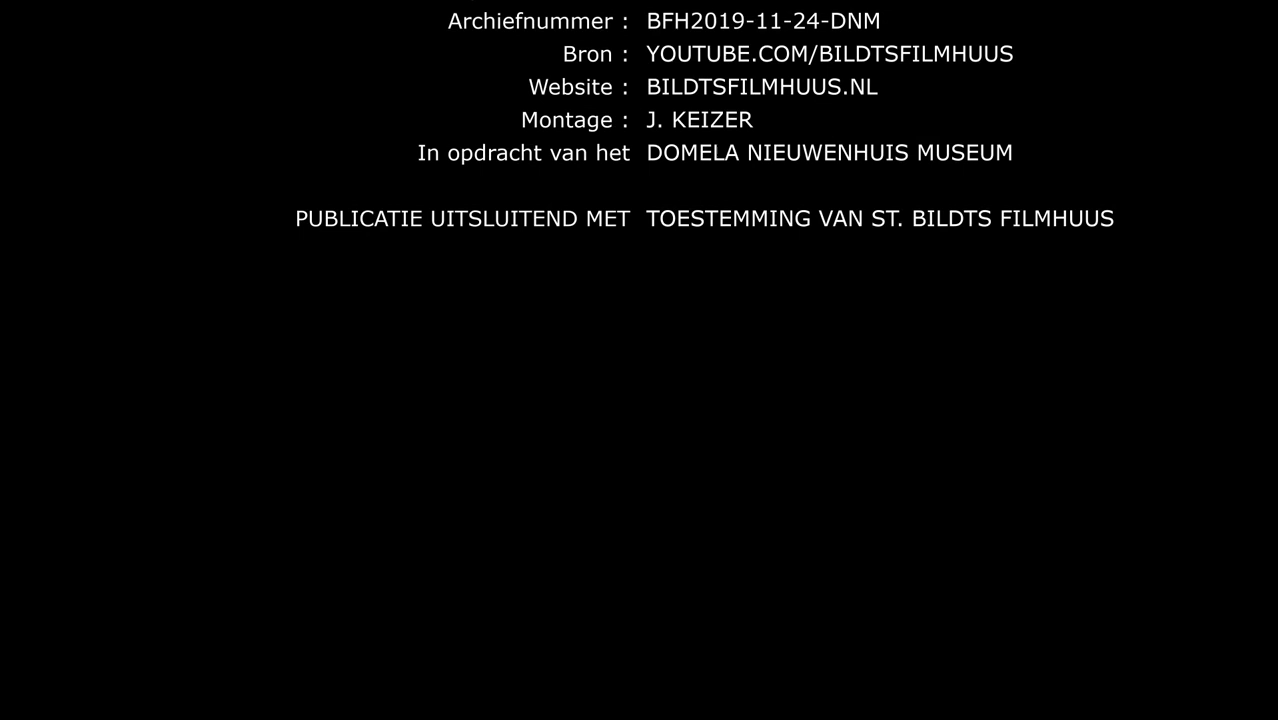 Archiefnummer : BFH2019-11-24-DNM
Bron : YOUTUBE.COM/BILDTSFILMHUUS
Website : BILDTSFILMHUUS.NL
Montage : J. KEIZER
In opdracht van het DOMELA NIEUWENHUIS MUSEUM
PUBLICATIE UITSLUITEND MET TOESTEMMING VAN ST. BILDTS FILMHUUS